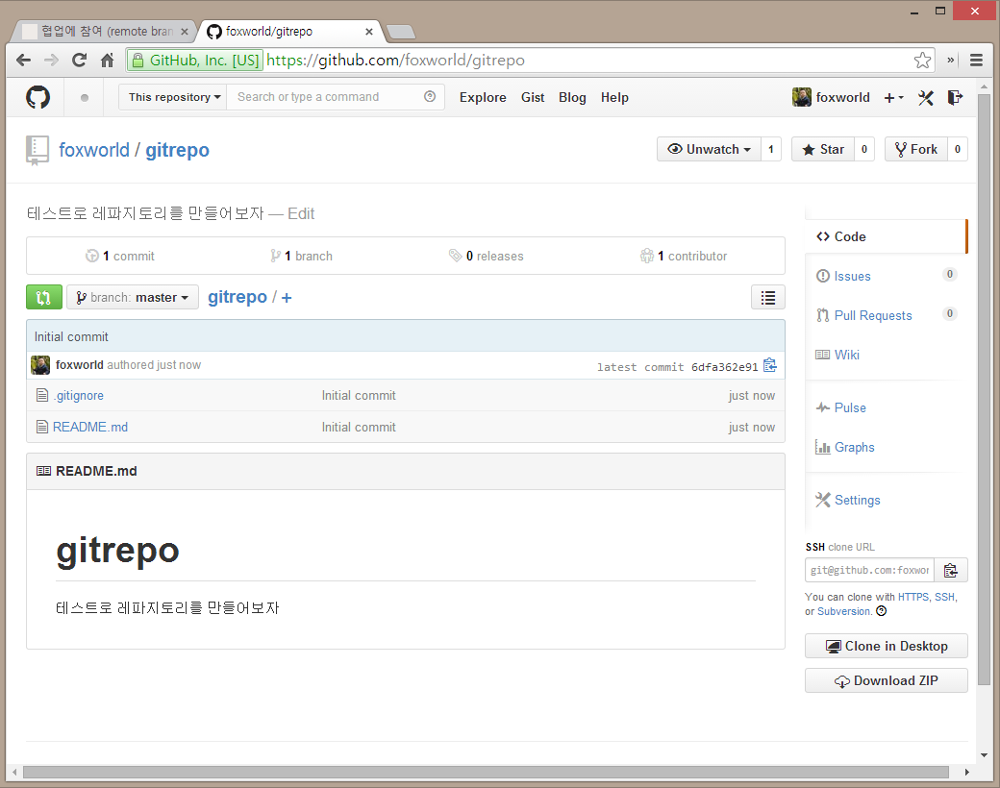 협업에 참여 (remote bran
foxworld/gitrepo
GitHub, Inc. [US] https://github.com/foxworld/gitrepo
This repository Search or type a command Explore Gist Blog Help foxworld
foxworld / gitrepo
Unwatch 1 Star 0 Fork 0
테스트로 레파지토리를 만들어보자 — Edit
1 commit 1 branch 0 releases 1 contributor
branch: master gitrepo / +
Initial commit
foxworld authored just now latest commit 6dfa362e91
.gitignore Initial commit just now
README.md Initial commit just now
README.md
gitrepo
테스트로 레파지토리를 만들어보자
Code
Issues 0
Pull Requests 0
Wiki
Pulse
Graphs
Settings
SSH clone URL
git@github.com:foxwor
You can clone with HTTPS, SSH,
or Subversion.
Clone in Desktop
Download ZIP